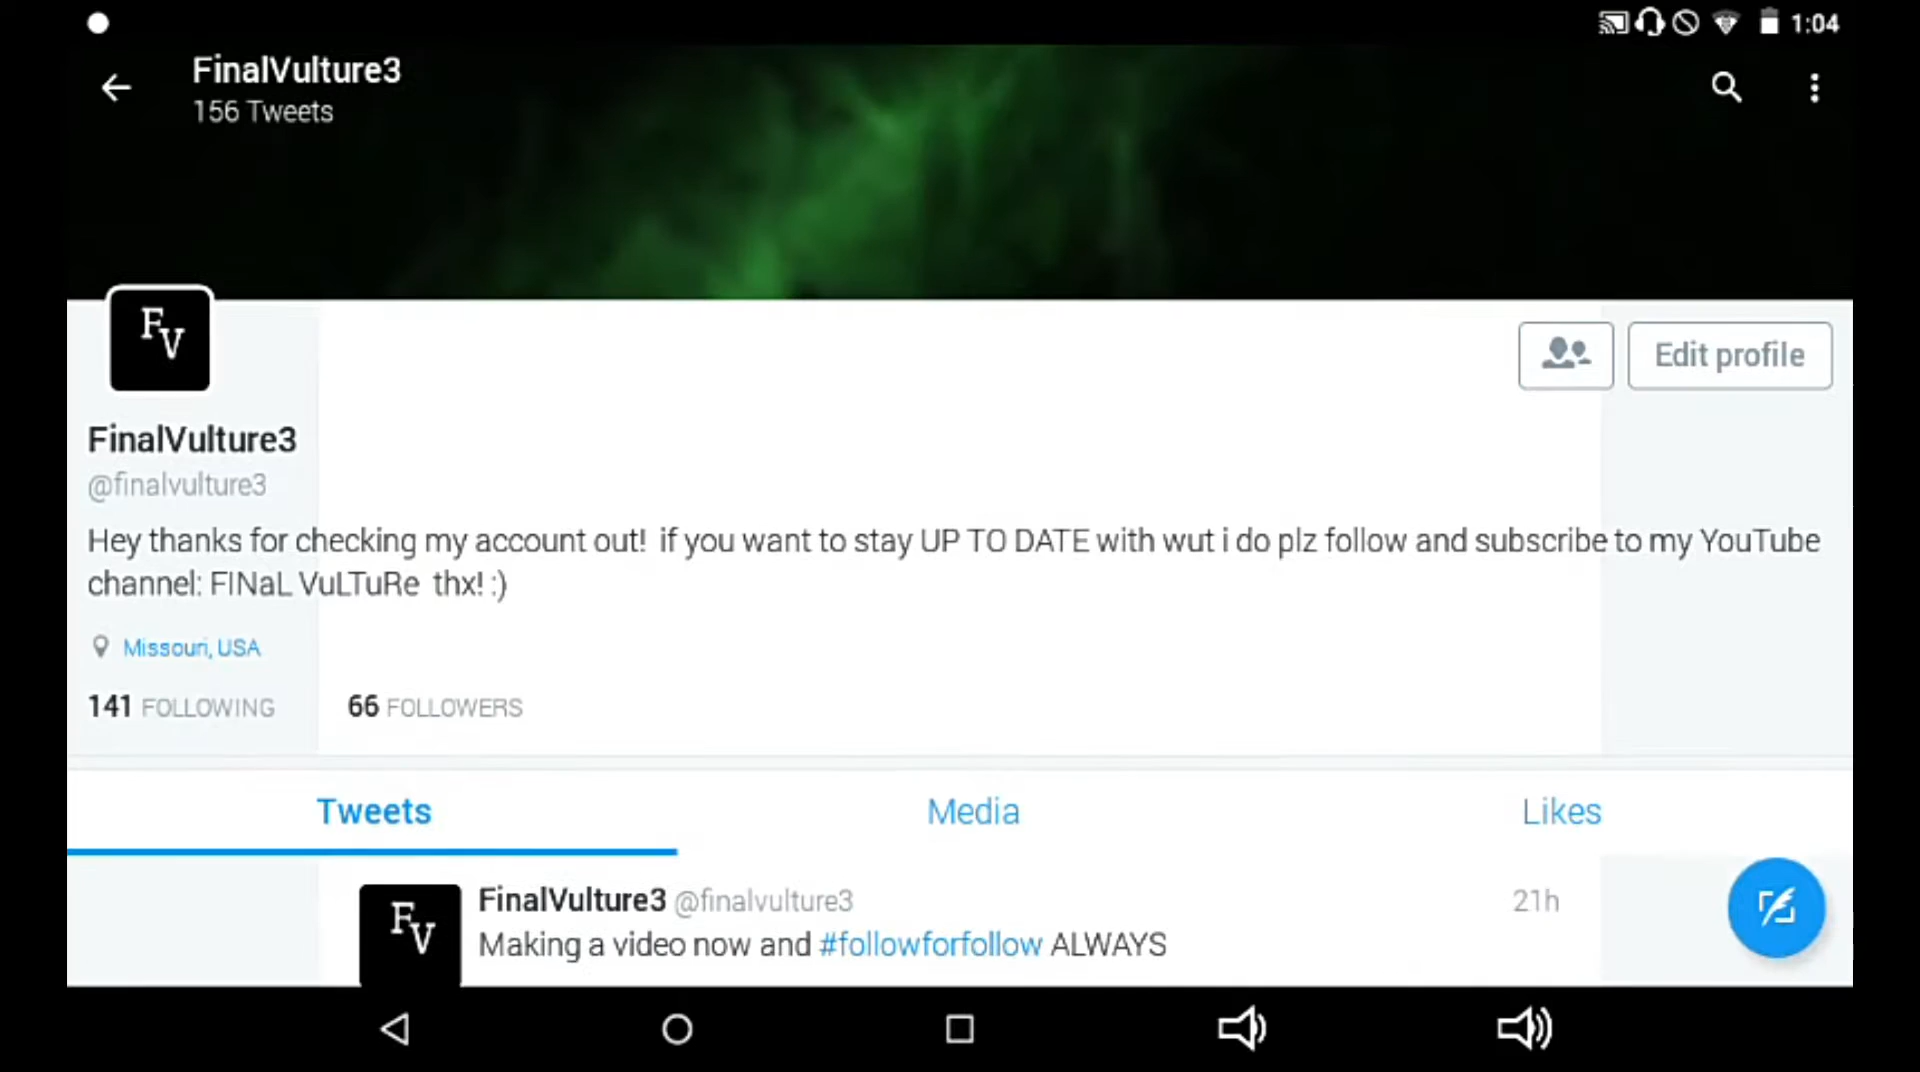 1:04
FinalVulture3
156 Tweets
FV
Edit profile
FinalVulture3
@finalvulture3
Hey thanks for checking my account out!  if you want to stay UP TO DATE with wut i do plz follow and subscribe to my YouTube
channel: FINaL VuLTuRe  thx! :)
Missouri, USA
141 FOLLOWING 66 FOLLOWERS
Tweets Media Likes
FV
FinalVulture3 @finalvulture3 21h
Making a video now and #followforfollow ALWAYS